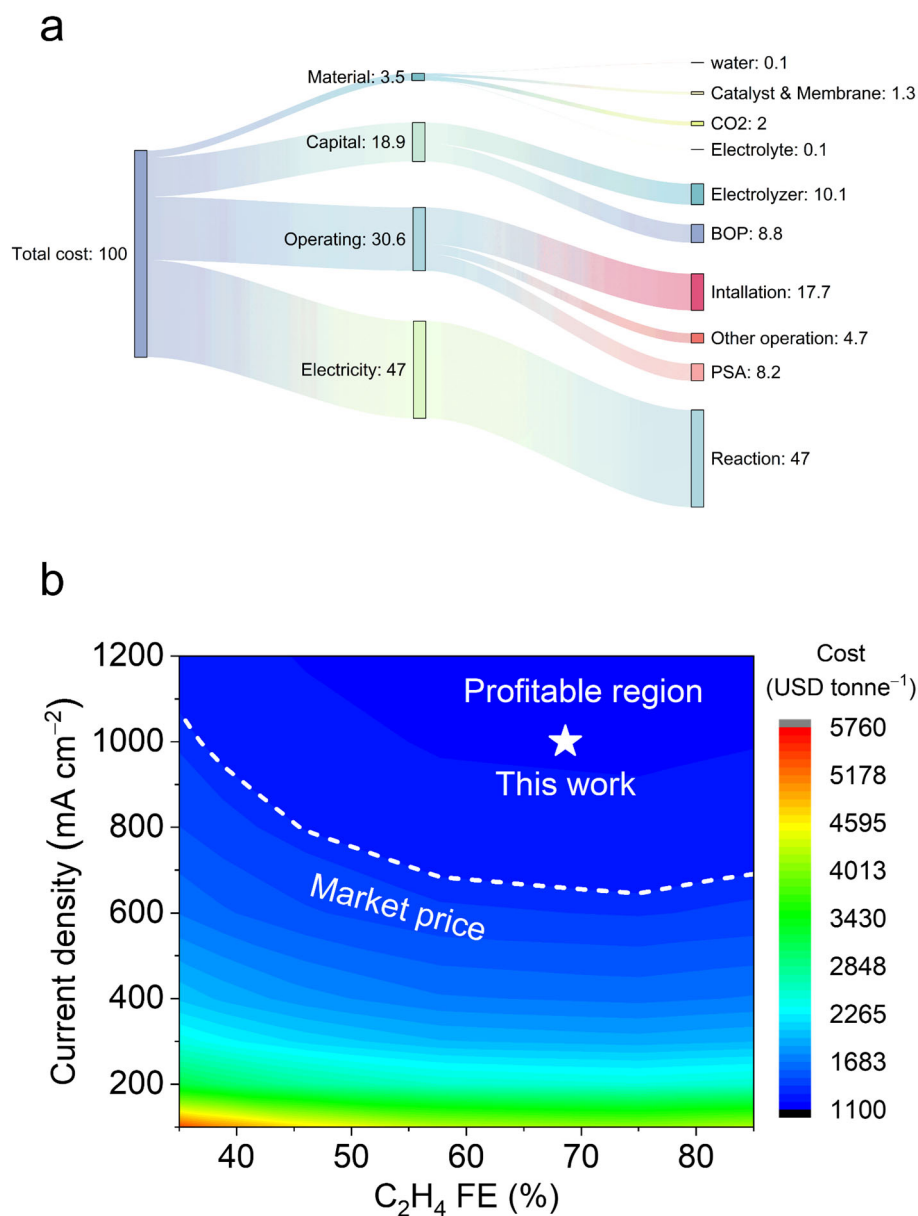 a
water: 0.1
Material: 3.5
Catalyst & Membrane: 1.3
CO2: 2
Capital: 18.9
Electrolyte: 0.1
Electrolyzer: 10.1
BOP: 8.8
Total cost: 100
Operating: 30.6
Intallation: 17.7
Other operation: 4.7
Electricity: 47
PSA: 8.2
Reaction: 47
b
1200
1000
800
600
400
200
Current density (mA cm⁻²)
Profitable region
This work
Market price
40 50 60 70 80
C₂H₄ FE (%)
Cost
(USD tonne⁻¹)
5760
5178
4595
4013
3430
2848
2265
1683
1100